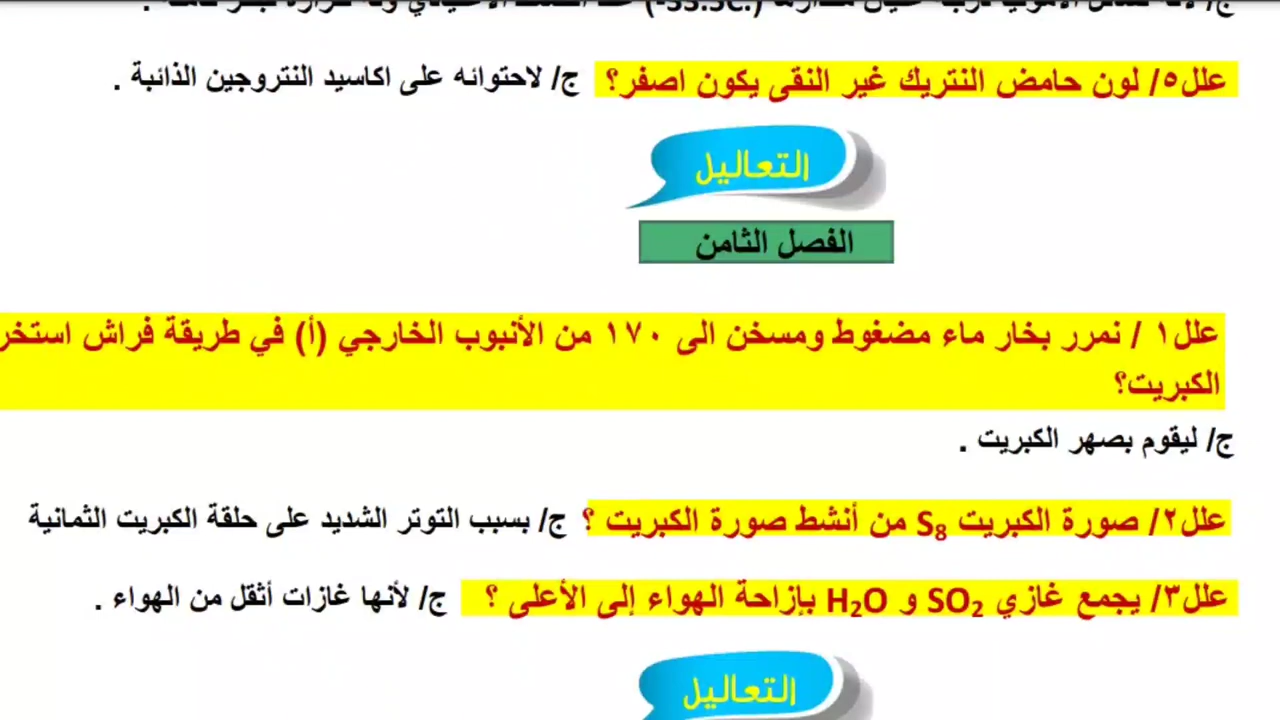 علل٥/ لون حامض النتريك غير النقى يكون اصفر؟ ج/ لاحتوائه على اكاسيد النتروجين الذائبة .
التعاليل
الفصل الثامن
علل١ / نمرر بخار ماء مضغوط ومسخن الى ١٧٠ من الأنبوب الخارجي (أ) في طريقة فراش استخر
الكبريت؟
ج/ ليقوم بصهر الكبريت .
علل٢/ صورة الكبريت S₈ من أنشط صورة الكبريت ؟ ج/ بسبب التوتر الشديد على حلقة الكبريت الثمانية
علل٣/ يجمع غازي SO₂ و H₂O بإزاحة الهواء إلى الأعلى ؟ ج/ لأنها غازات أثقل من الهواء .
التعاليل